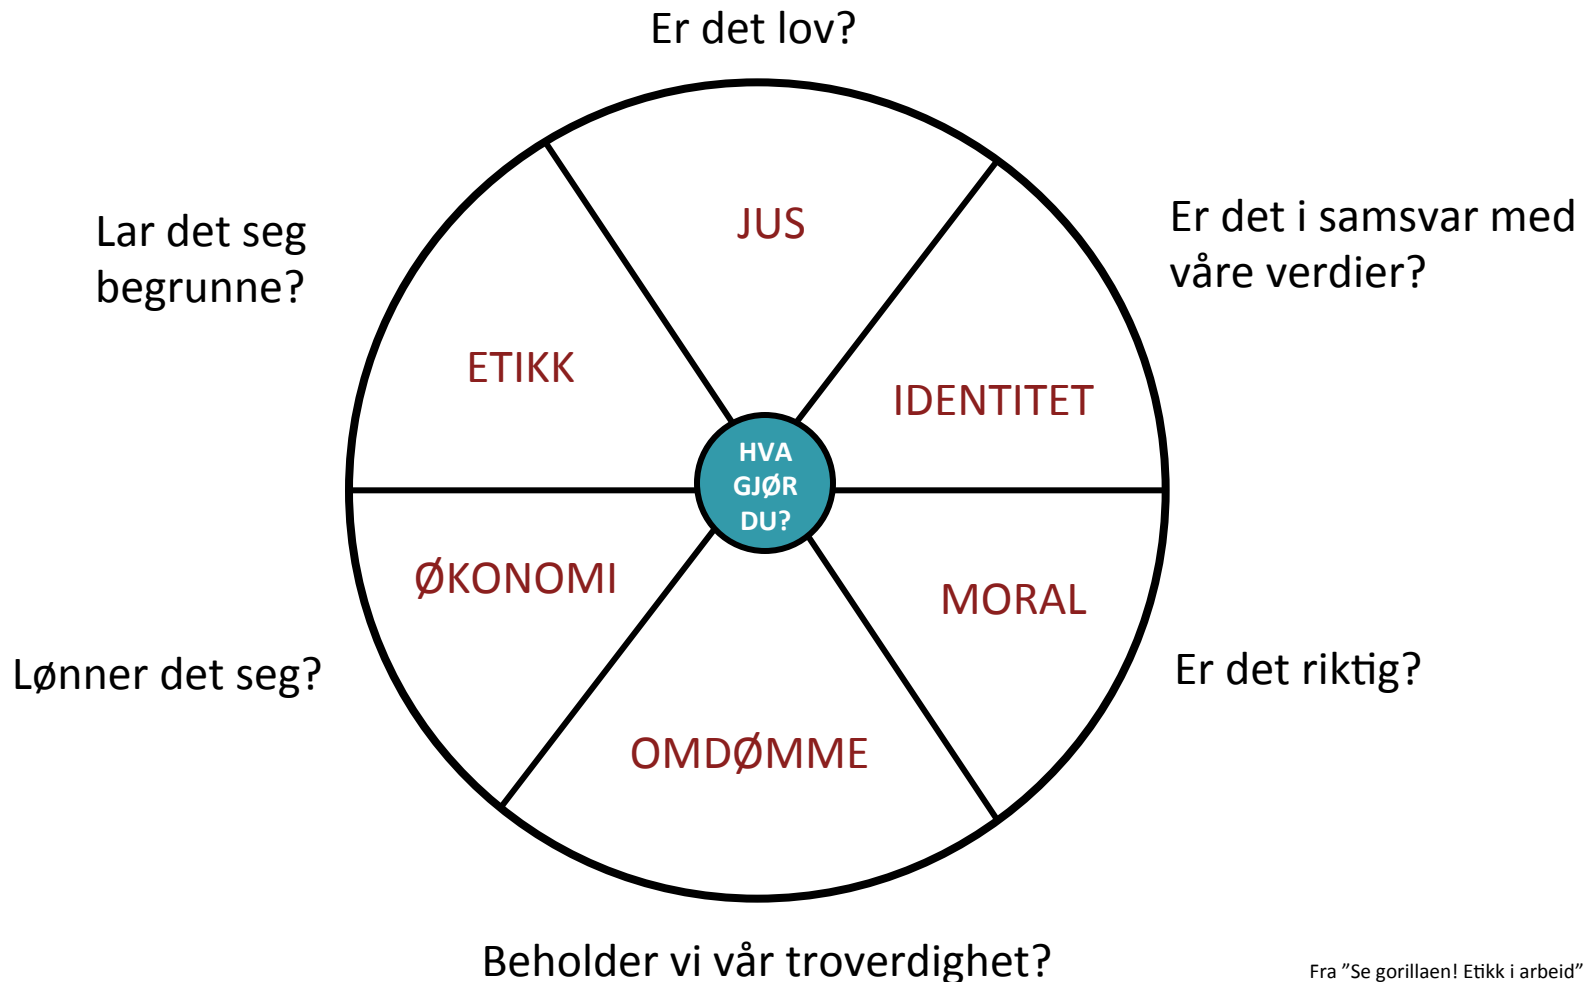 Er det lov?
JUS
Er det i samsvar med
våre verdier?
IDENTITET
MORAL
Er det riktig?
OMDØMME
Beholder vi vår troverdighet?
ØKONOMI
Lønner det seg?
ETIKK
Lar det seg
begrunne?
HVA
GJØR
DU?
Fra ”Se gorillaen! Etikk i arbeid”